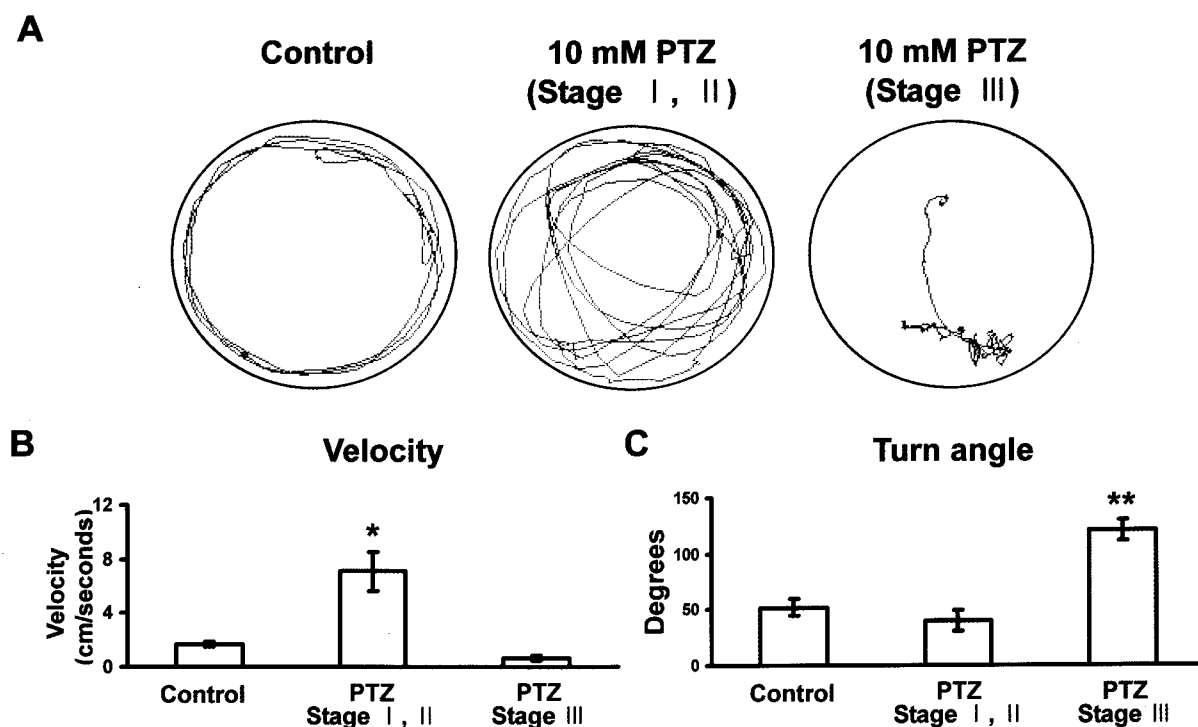 A
Control
10 mM PTZ
(Stage Ⅰ, Ⅱ)
10 mM PTZ
(Stage Ⅲ)
B
Velocity
Velocity
(cm/seconds)
12
8
4
0
*
Control
PTZ
Stage Ⅰ, Ⅱ
PTZ
Stage Ⅲ
C
Turn angle
Degrees
150
100
50
0
**
Control
PTZ
Stage Ⅰ, Ⅱ
PTZ
Stage Ⅲ